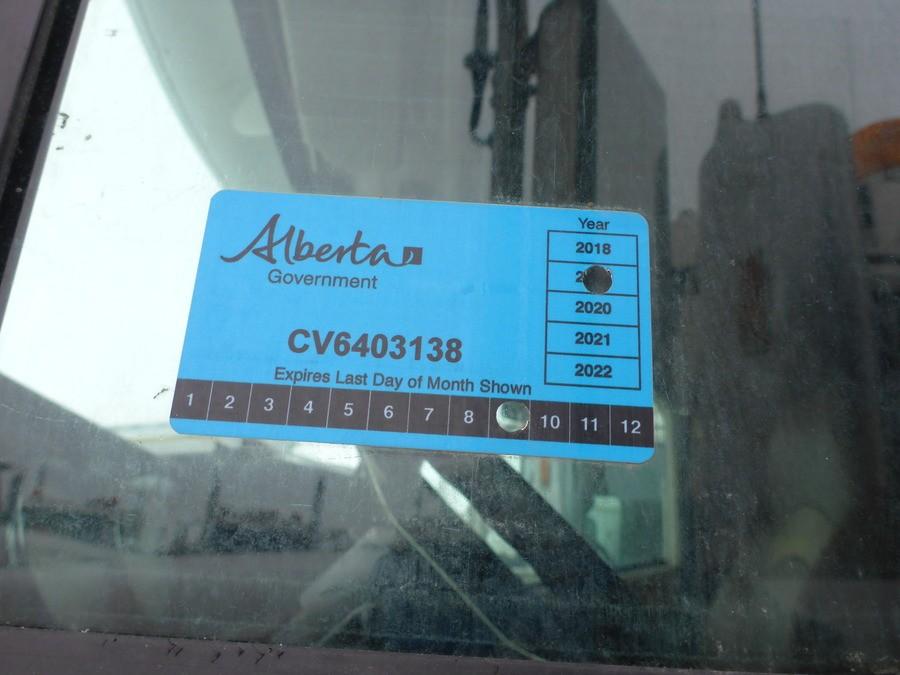 Alberta
Government
Year
2018
2020
2021
2022
CV6403138
Expires Last Day of Month Shown
1 2 3 4 5 6 7 8 10 11 12